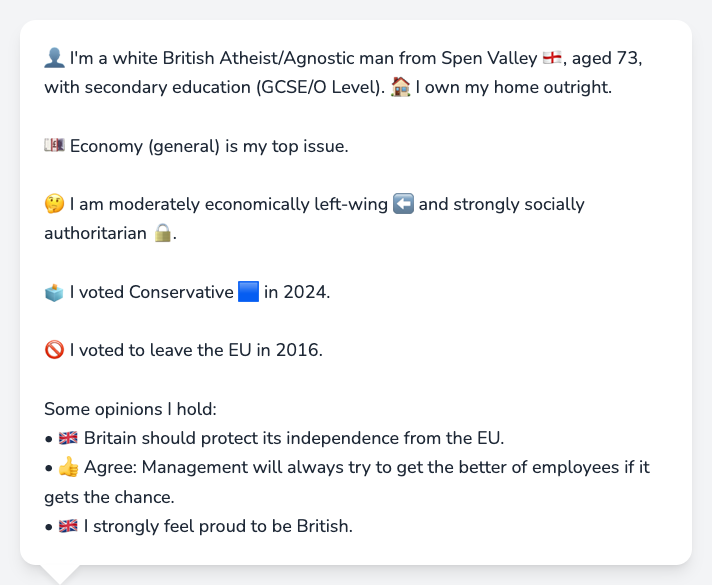 👤 I'm a white British Atheist/Agnostic man from Spen Valley 🏴󠁧󠁢󠁥󠁮󠁧󠁿, aged 73,
with secondary education (GCSE/O Level). 🏠 I own my home outright.
💷 Economy (general) is my top issue.
🤔 I am moderately economically left-wing ⬅️ and strongly socially
authoritarian 🔒.
🗳️ I voted Conservative 🟦 in 2024.
🚫 I voted to leave the EU in 2016.
Some opinions I hold:
• 🇬🇧 Britain should protect its independence from the EU.
• 👍 Agree: Management will always try to get the better of employees if it
gets the chance.
• 🇬🇧 I strongly feel proud to be British.